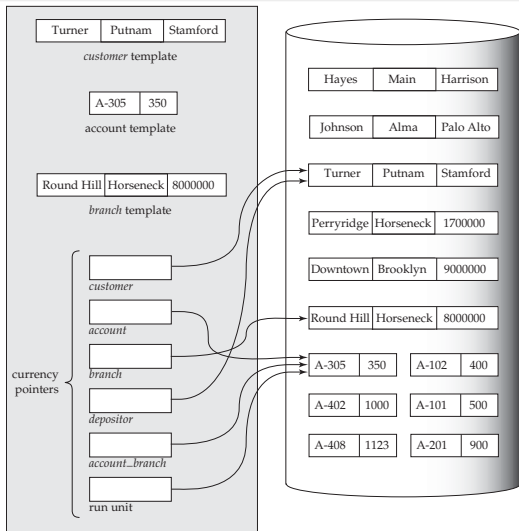 Turner Putnam Stamford
customer template
A-305 350
account template
Round Hill Horseneck 8000000
branch template
currency
pointers
customer
account
branch
depositor
account_branch
run unit
Hayes Main Harrison
Johnson Alma Palo Alto
Turner Putnam Stamford
Perryridge Horseneck 1700000
Downtown Brooklyn 9000000
Round Hill Horseneck 8000000
A-305 350 A-102 400
A-402 1000 A-101 500
A-408 1123 A-201 900